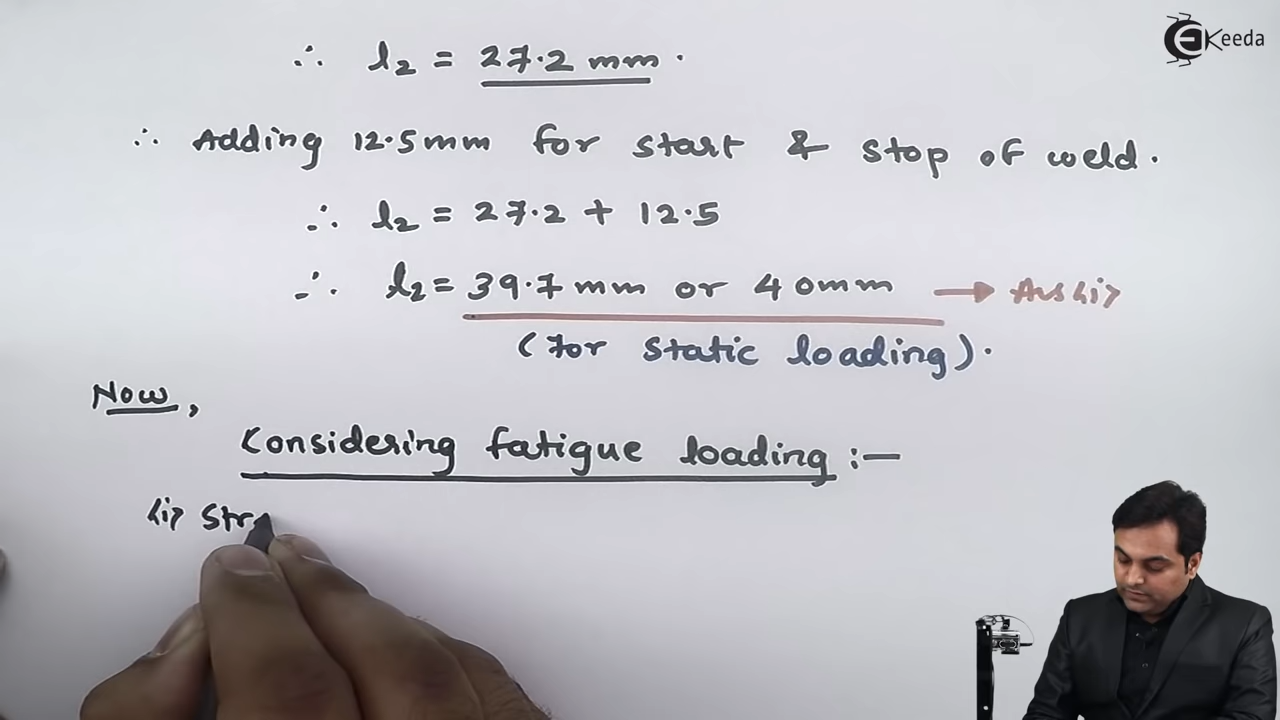 EKeeda
∴ l₂ = 27.2 mm.
∴ Adding 12.5mm for start & stop of weld.
∴ l₂ = 27.2 + 12.5
∴ l₂ = 39.7 mm or 40mm → Ans (i)
(For static loading).
Now,
Considering fatigue loading :—
(i)